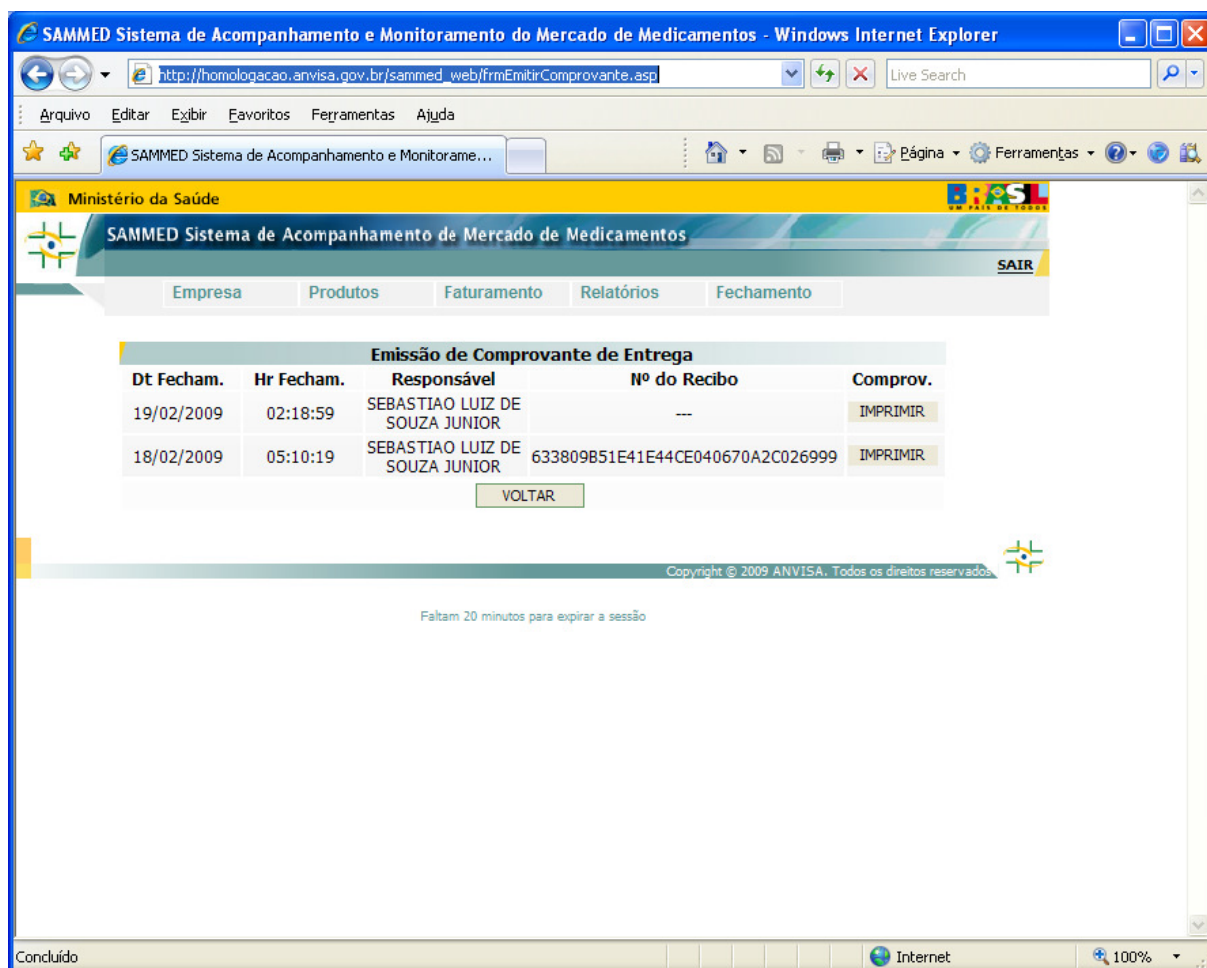 SAMMED Sistema de Acompanhamento e Monitoramento do Mercado de Medicamentos - Windows Internet Explorer
http://homologacao.anvisa.gov.br/sammed_web/frmEmitirComprovante.asp Live Search
Arquivo Editar Exibir Favoritos Ferramentas Ajuda
SAMMED Sistema de Acompanhamento e Monitorame... Página Ferramentas
Ministério da Saúde BRASIL
UM PAÍS DE TODOS
SAMMED Sistema de Acompanhamento de Mercado de Medicamentos
SAIR
Empresa Produtos Faturamento Relatórios Fechamento
Emissão de Comprovante de Entrega
Dt Fecham. Hr Fecham. Responsável Nº do Recibo Comprov.
19/02/2009 02:18:59 SEBASTIAO LUIZ DE SOUZA JUNIOR --- IMPRIMIR
18/02/2009 05:10:19 SEBASTIAO LUIZ DE SOUZA JUNIOR 633809B51E41E44CE040670A2C026999 IMPRIMIR
VOLTAR
Copyright © 2009 ANVISA. Todos os direitos reservados
Faltam 20 minutos para expirar a sessão
Concluído Internet 100%